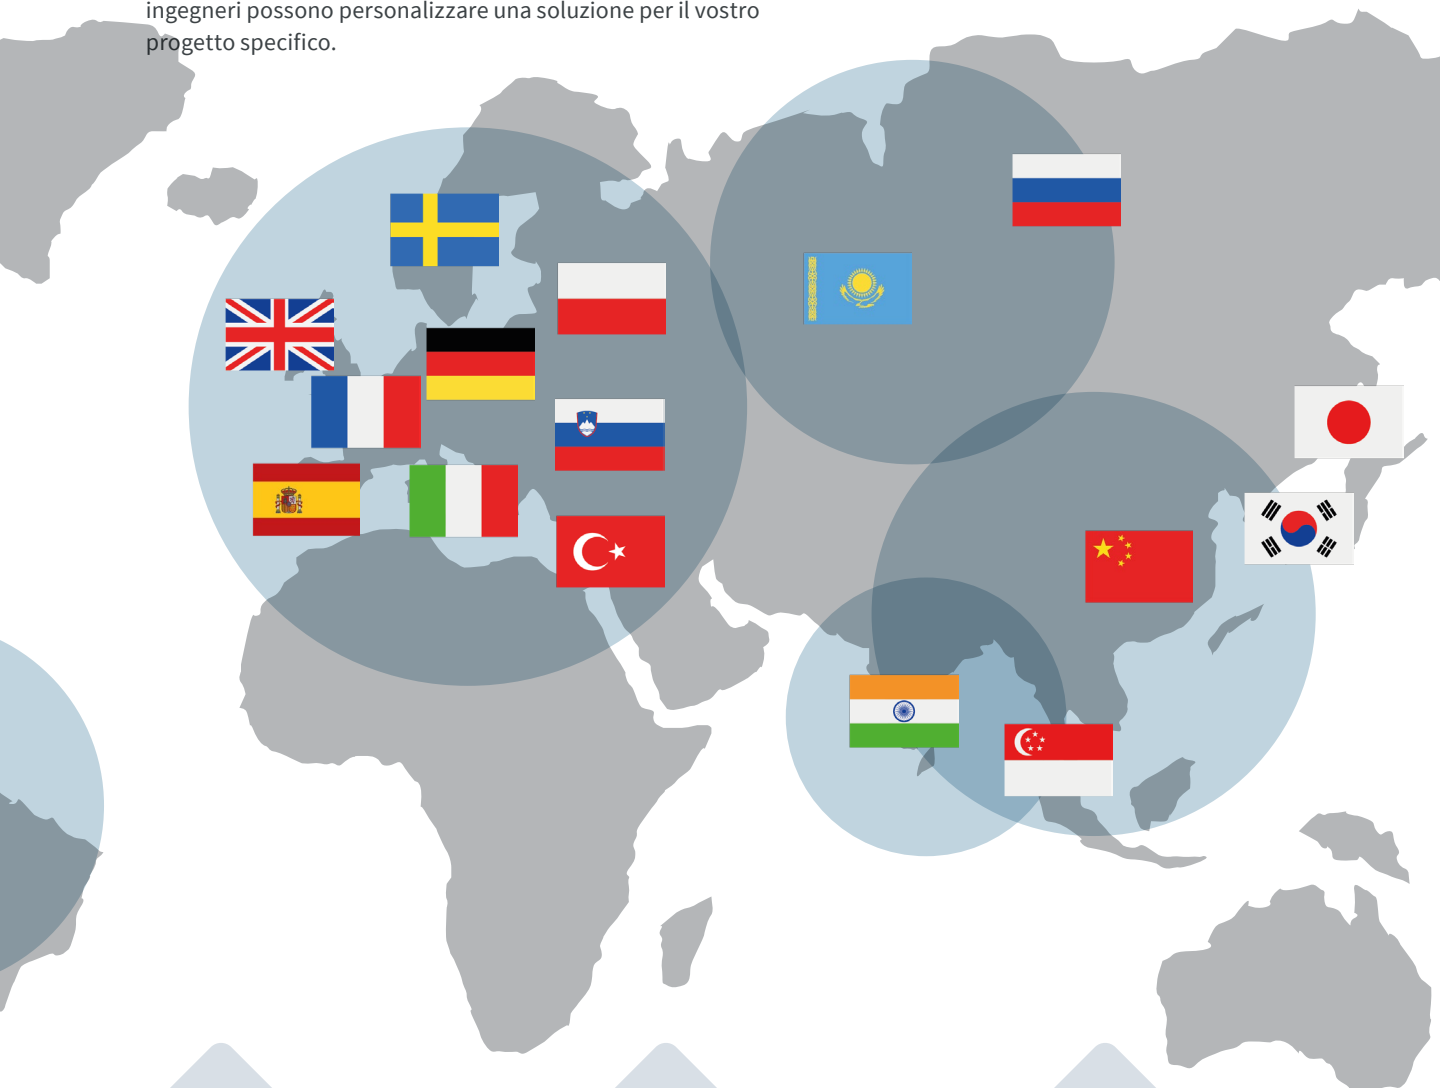 ingegneri possono personalizzare una soluzione per il vostro
progetto specifico.